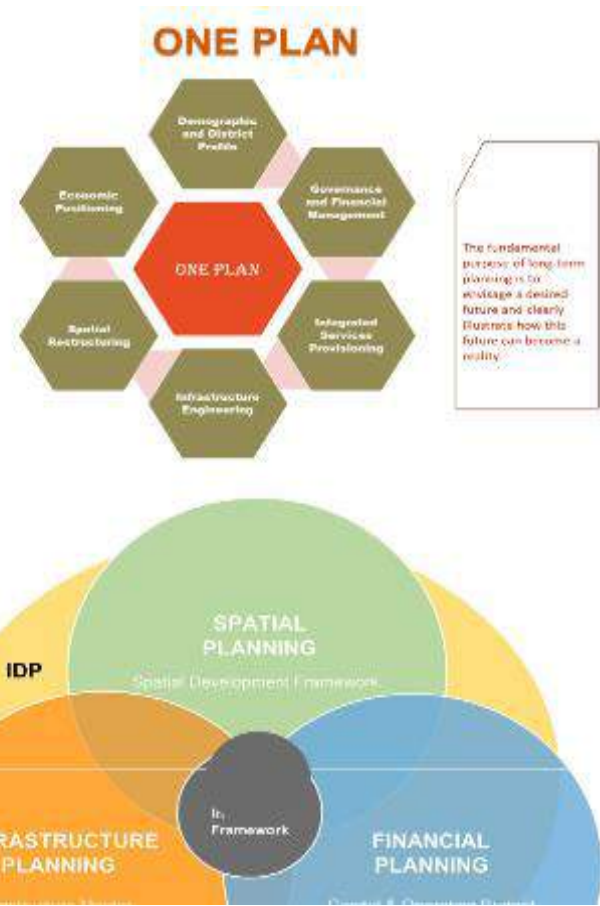 ONE PLAN
Demographic
and District
Profile
Economic
Positioning
Governance
and Financial
Management
ONE PLAN
The fundamental
purpose of long-term
planning is to
envisage a desired
future and clearly
illustrate how this
future can become a
reality.
Spatial
Restructuring
Integrated
Services
Provisioning
Infrastructure
Engineering
SPATIAL
PLANNING
IDP
Spatial Development Framework
In
Framework
RASTRUCTURE
PLANNING
FINANCIAL
PLANNING